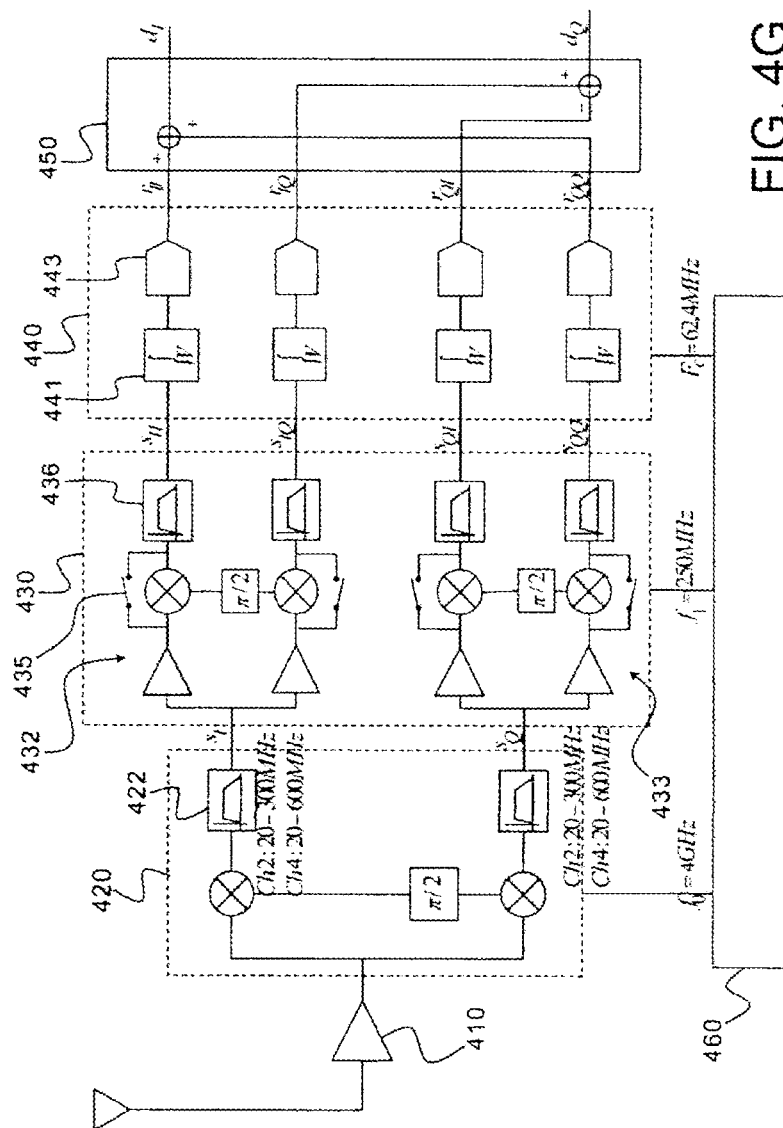 410
420
422
Ch2:20-300MHz
Ch4:20-600MHz
π/2
Ch2:20-300MHz
Ch4:20-600MHz
s_I
s_Q
432
435
430
436
π/2
π/2
433
s_II
s_IQ
s_QI
s_QQ
441
440
443
r_II
r_IQ
r_QI
r_QQ
450
+
+
+
-
d_I
d_Q
f_0=4GHz
f_1=250MHz
F_c=62,4MHz
460
FIG. 4G